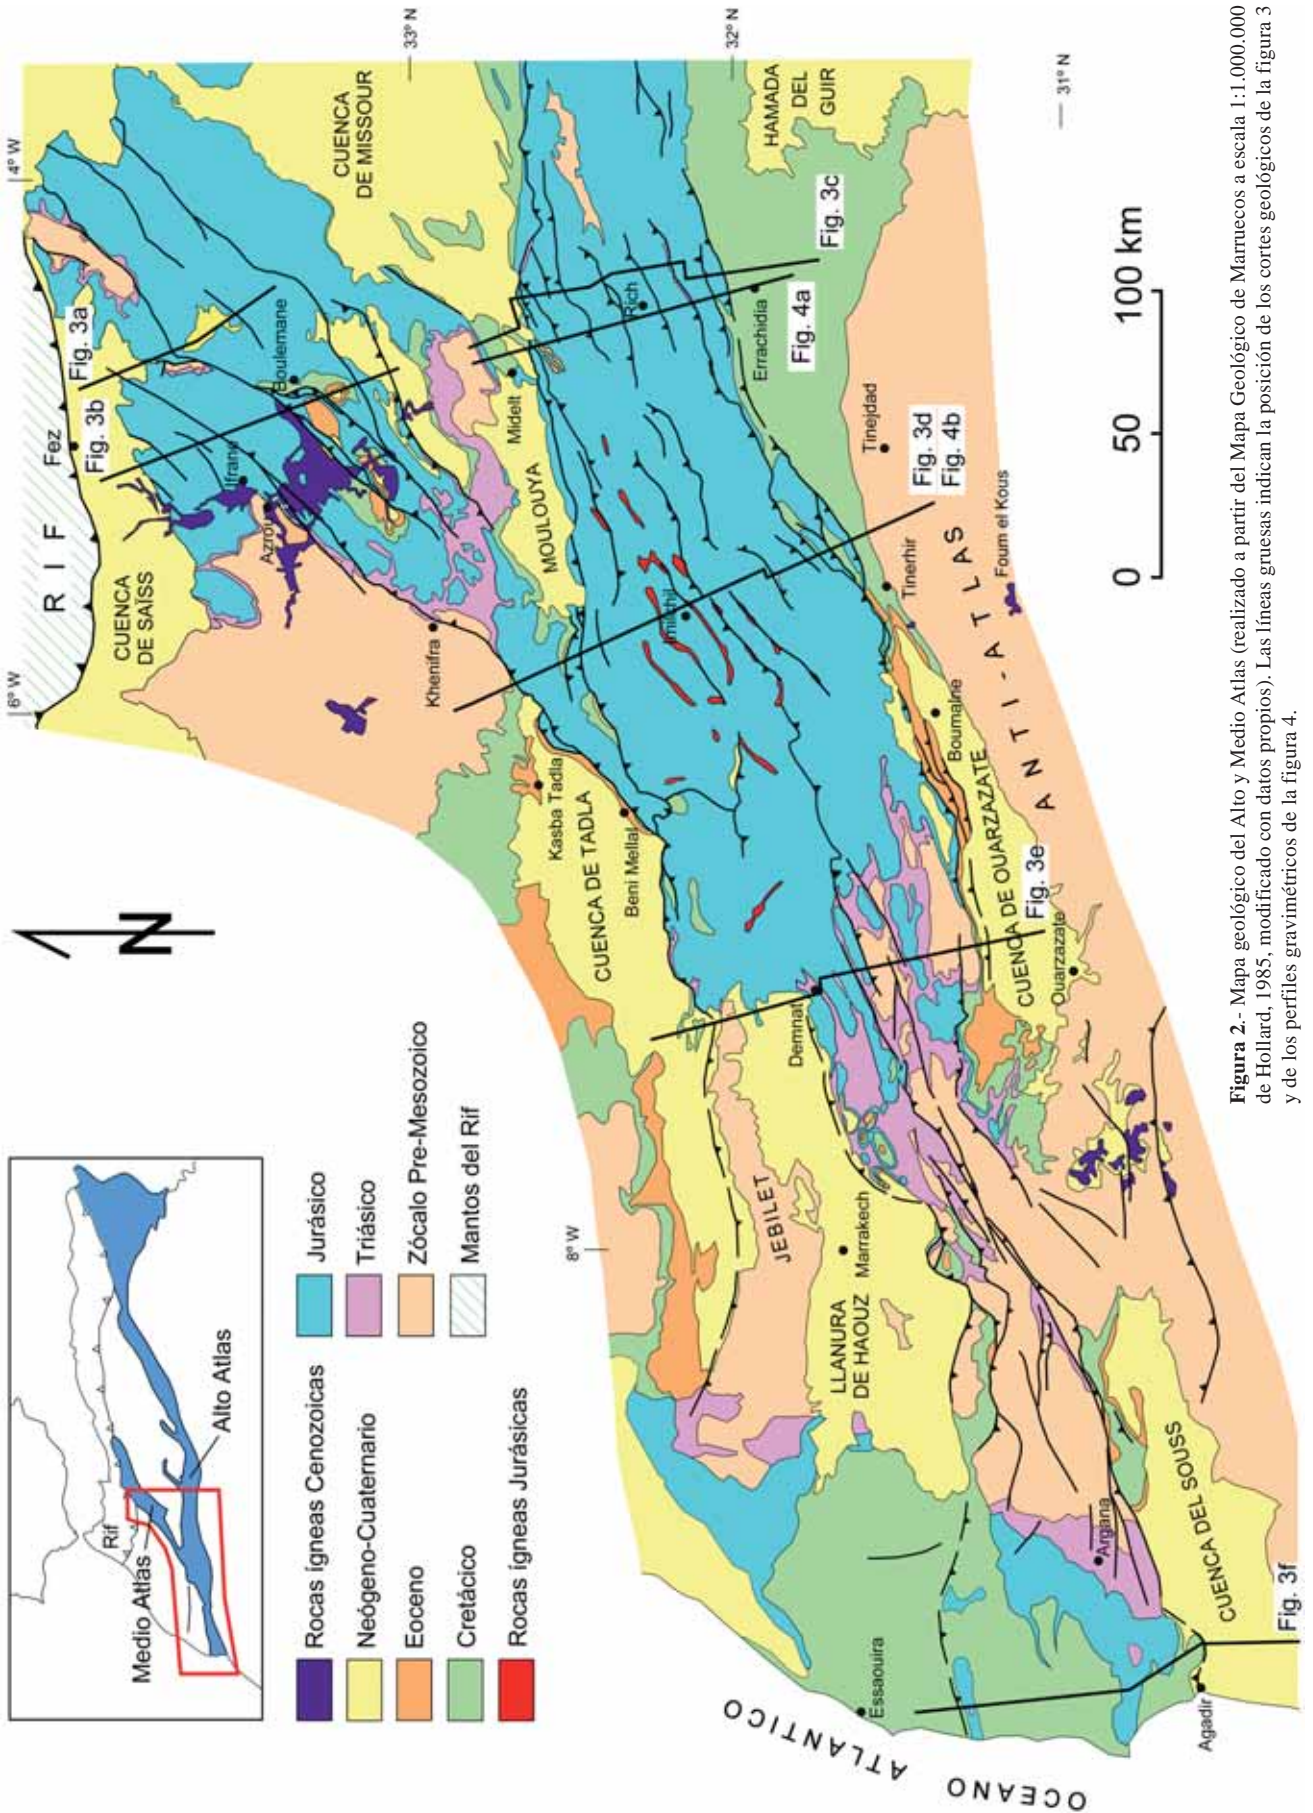 Rif
Medio Atlas
Alto Atlas
N
Rocas ígneas Cenozoicas
Neógeno-Cuaternario
Eoceno
Cretácico
Rocas ígneas Jurásicas
Jurásico
Triásico
Zócalo Pre-Mesozoico
Mantos del Rif
8º W
6º W
4º W
33º N
32º N
31º N
R I F
Fez
CUENCA
DE SAÏSS
Fig. 3b
Fig. 3a
Ifrane
Azrou
Boulemane
CUENCA
DE MISSOUR
Khenifra
MOULOUYA
Midelt
Kasba Tadla
CUENCA DE TADLA
Beni Mellal
Imilchil
Rich
HAMADA
DEL
GUIR
Errachidia
Fig. 4a
Fig. 3c
Tinejdad
Fig. 3d
Fig. 4b
Tinerhir
Foum el Kous
ANTI-ATLAS
Boumalne
CUENCA DE OUARZAZATE
Fig. 3e
Ouarzazate
Demnat
JEBILET
Marrakech
LLANURA
DE HAOUZ
Essaouira
Argana
CUENCA DEL SOUSS
Agadir
Fig. 3f
OCEANO ATLANTICO
0 50 100 km
Figura 2.- Mapa geológico del Alto y Medio Atlas (realizado a partir del Mapa Geológico de Marruecos a escala 1:1.000.000
de Hollard, 1985, modificado con datos propios). Las líneas gruesas indican la posición de los cortes geológicos de la figura 3
y de los perfiles gravimétricos de la figura 4.